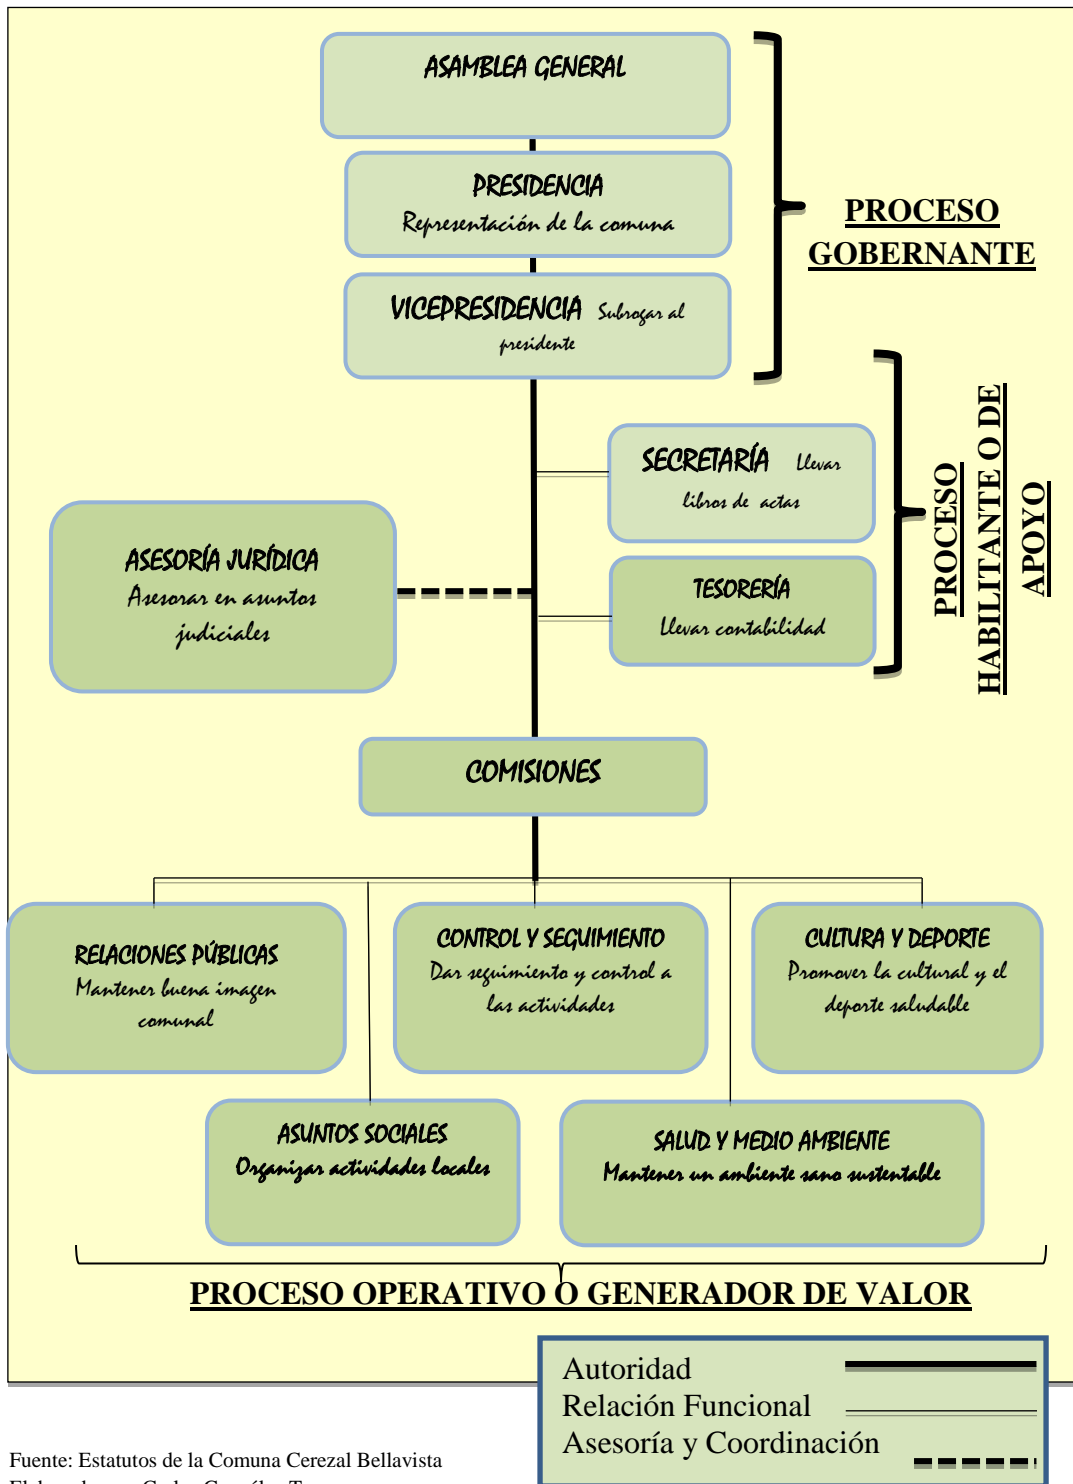 ASAMBLEA GENERAL
PRESIDENCIA
Representación de la comuna
VICEPRESIDENCIA Subrogar al
presidente
PROCESO
GOBERNANTE
SECRETARÍA Llevar
libros de actas
TESORERÍA
Llevar contabilidad
PROCESO
HABILITANTE O DE
APOYO
ASESORÍA JURÍDICA
Asesorar en asuntos
judiciales
COMISIONES
RELACIONES PÚBLICAS
Mantener buena imagen
comunal
CONTROL Y SEGUIMIENTO
Dar seguimiento y control a
las actividades
CULTURA Y DEPORTE
Promover la cultural y el
deporte saludable
ASUNTOS SOCIALES
Organizar actividades locales
SALUD Y MEDIO AMBIENTE
Mantener un ambiente sano sustentable
PROCESO OPERATIVO O GENERADOR DE VALOR
Autoridad
Relación Funcional
Asesoría y Coordinación
Fuente: Estatutos de la Comuna Cerezal Bellavista